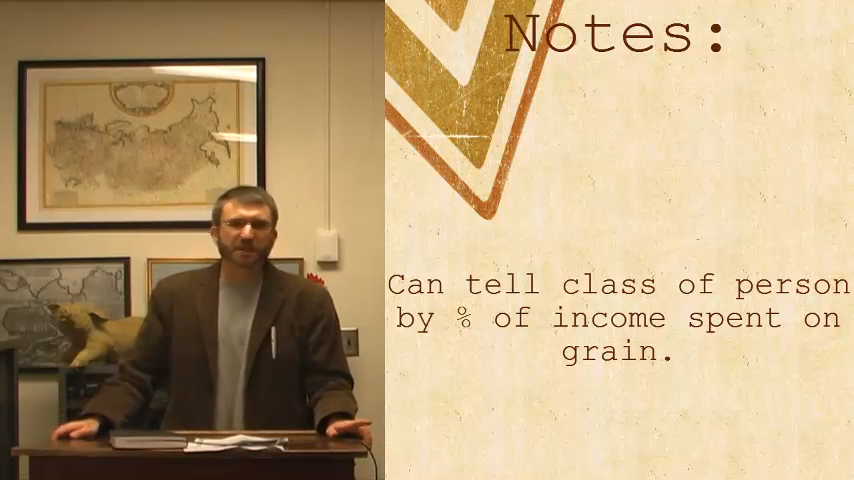 Notes:
Can tell class of person
by % of income spent on
grain.